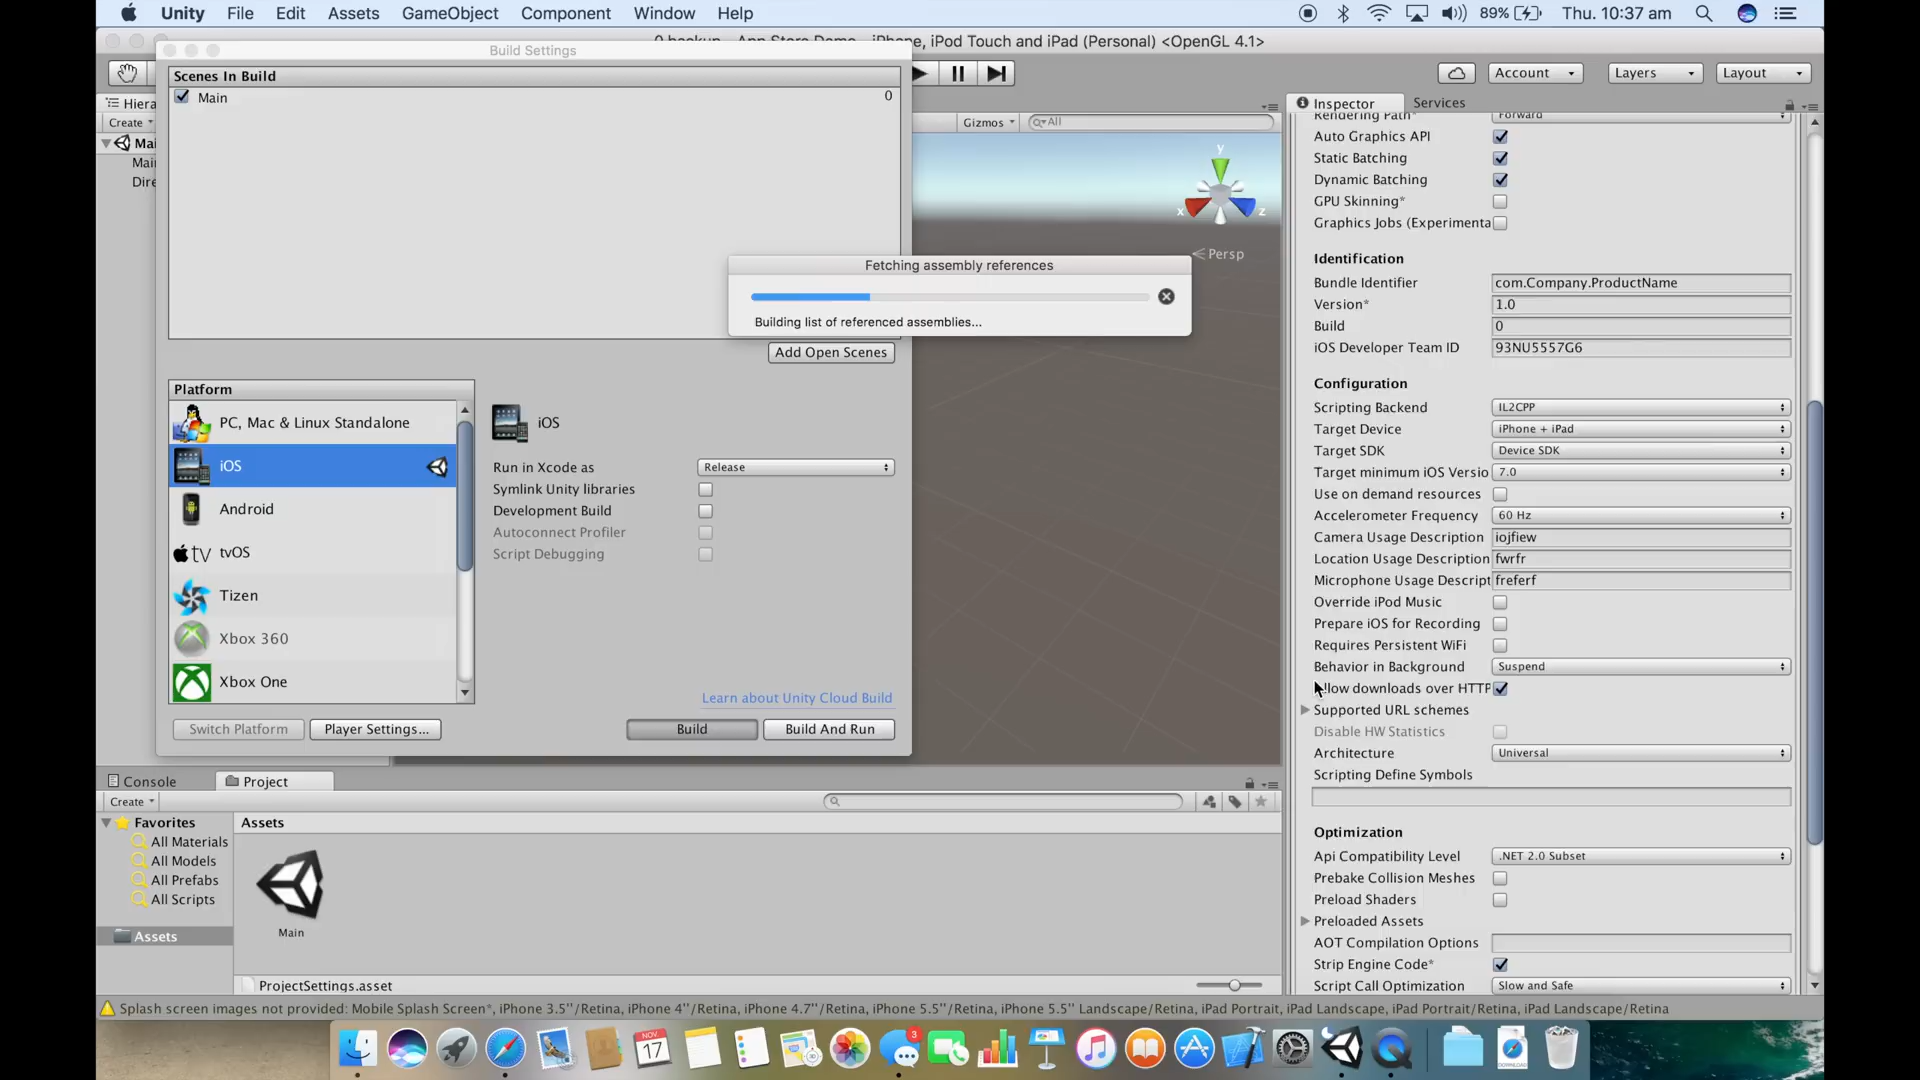 Unity File Edit Assets GameObject Component Window Help 89% Thu. 10:37 am
iPhone, iPod Touch and iPad (Personal) <OpenGL 4.1>
Build Settings
Account Layers Layout
Scenes In Build
Main 0
Hiera
Create
Gizmos All
Mai
Mai
Dire
y
x
z
Persp
Fetching assembly references
Building list of referenced assemblies...
Add Open Scenes
Platform
PC, Mac & Linux Standalone
iOS
Android
tv tvOS
Tizen
Xbox 360
Xbox One
iOS
Run in Xcode as Release
Symlink Unity libraries
Development Build
Autoconnect Profiler
Script Debugging
Learn about Unity Cloud Build
Switch Platform Player Settings... Build Build And Run
Inspector Services
Rendering Path* Forward
Auto Graphics API
Static Batching
Dynamic Batching
GPU Skinning*
Graphics Jobs (Experimenta
Identification
Bundle Identifier com.Company.ProductName
Version* 1.0
Build 0
iOS Developer Team ID 93NU5557G6
Configuration
Scripting Backend IL2CPP
Target Device iPhone + iPad
Target SDK Device SDK
Target minimum iOS Versio 7.0
Use on demand resources
Accelerometer Frequency 60 Hz
Camera Usage Description iojfiew
Location Usage Description fwrfr
Microphone Usage Descript freferf
Override iPod Music
Prepare iOS for Recording
Requires Persistent WiFi
Behavior in Background Suspend
llow downloads over HTTP
Supported URL schemes
Disable HW Statistics
Architecture Universal
Scripting Define Symbols
Optimization
Api Compatibility Level .NET 2.0 Subset
Prebake Collision Meshes
Preload Shaders
Preloaded Assets
AOT Compilation Options
Strip Engine Code*
Script Call Optimization Slow and Safe
Console Project
Create
Favorites
All Materials
All Models
All Prefabs
All Scripts
Assets
Assets
Main
ProjectSettings.asset
Splash screen images not provided: Mobile Splash Screen*, iPhone 3.5''/Retina, iPhone 4''/Retina, iPhone 4.7''/Retina, iPhone 5.5''/Retina, iPhone 5.5'' Landscape/Retina, iPad Portrait, iPad Landscape, iPad Portrait/Retina, iPad Landscape/Retina
NOV
17
3